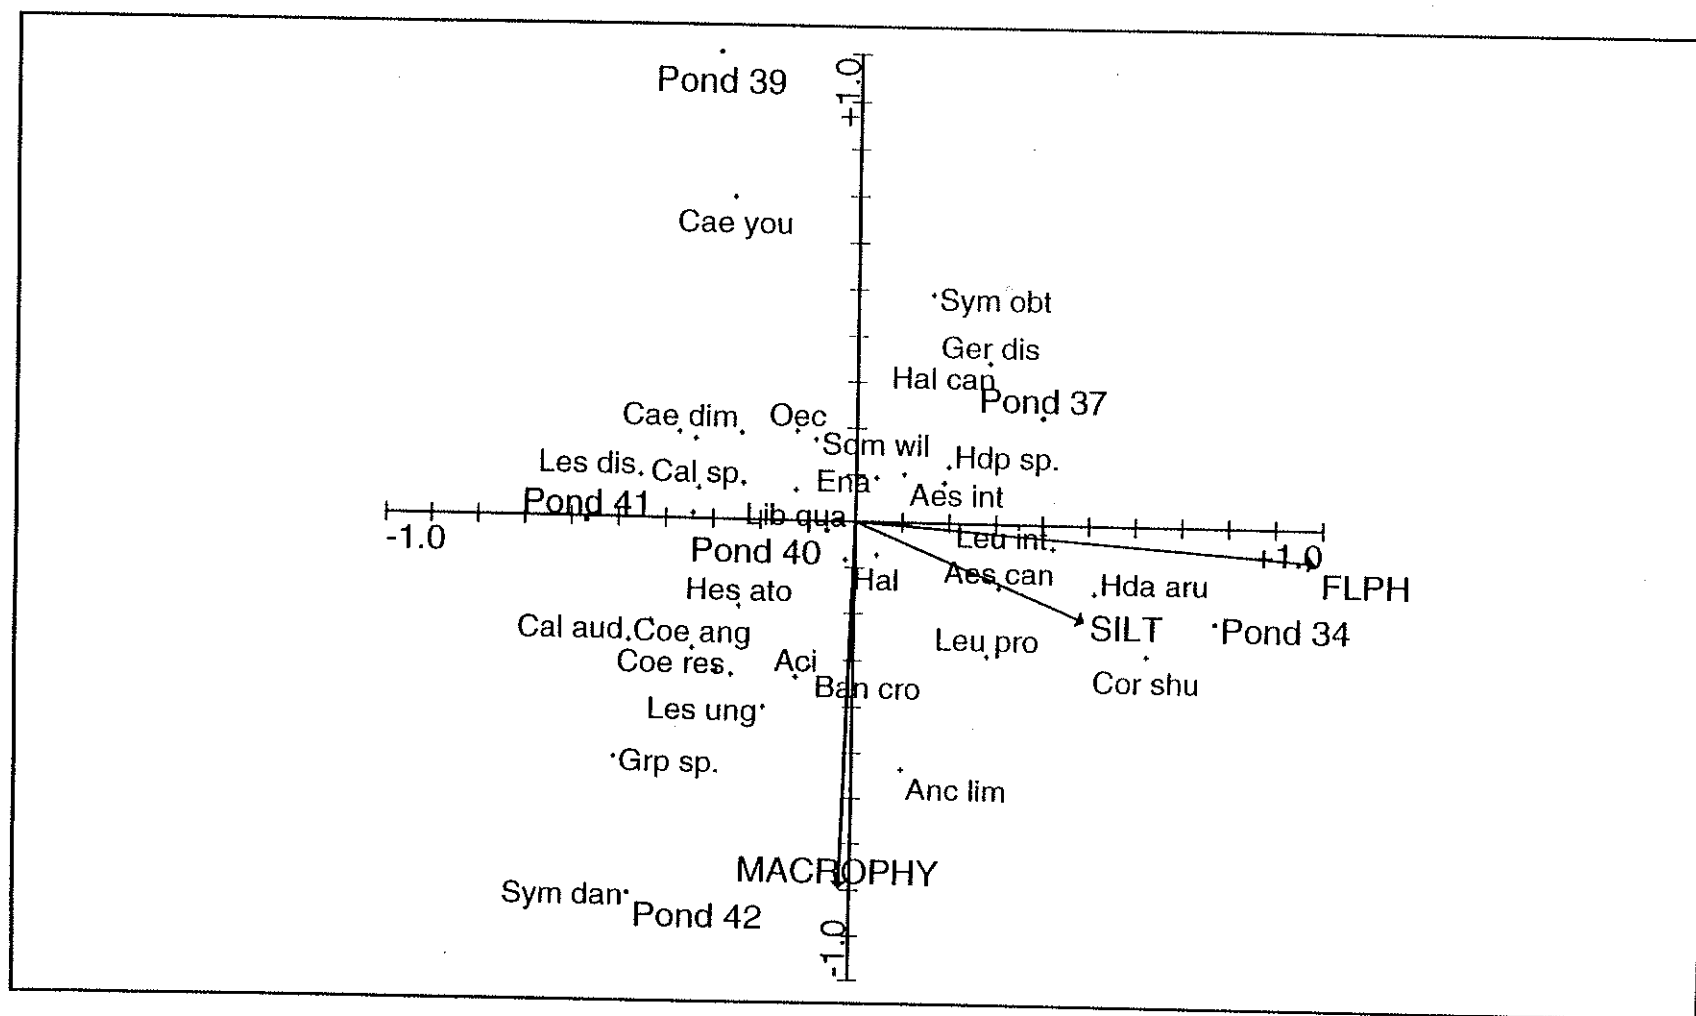 +1.0
Pond 39
Cae you
Sym obt
Ger dis
Hal can
Pond 37
Cae dim
Oec
Som wil
Hdp sp.
Les dis
Cal sp.
Ena
Aes int
Pond 41
Lib qua
-1.0
+1.0
Pond 40
Leu int
Hal
Aes can
Hda aru
FLPH
Hes ato
SILT
Pond 34
Cal aud
Coe ang
Leu pro
Coe res
Aci
Ban cro
Cor shu
Les ung
Grp sp.
Anc lim
MACROPHY
Sym dan
Pond 42
-1.0